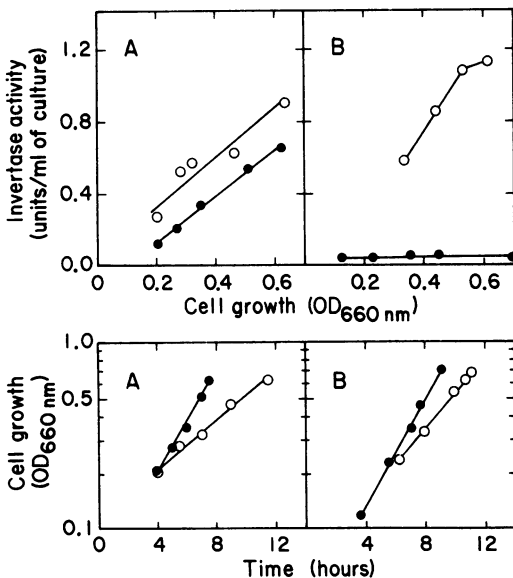 A
B
Invertase activity
(units/ml of culture)
1.2
0.8
0.4
0.0
0 0.2 0.4 0.6 0.2 0.4 0.6
Cell growth (OD660 nm)
A
B
Cell growth
(OD660 nm)
1.0
0.5
0.1
0 4 8 12 4 8 12
Time (hours)